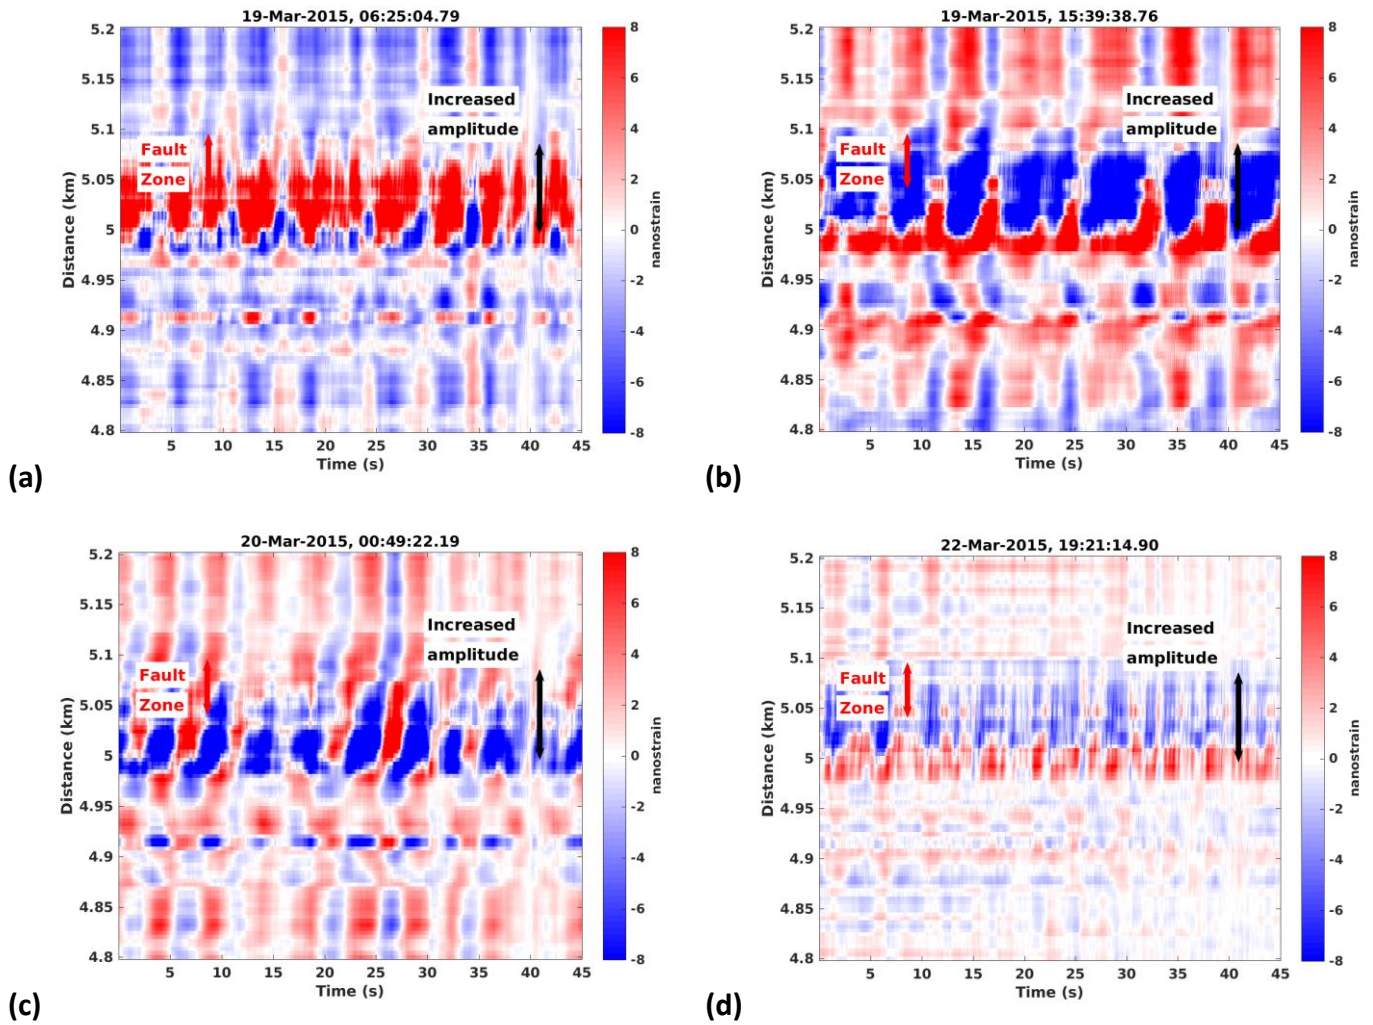 19-Mar-2015, 06:25:04.79
5.2
5.15
5.1
5.05
5
4.95
4.9
4.85
4.8
Distance (km)
Increased
amplitude
Fault
Zone
5 10 15 20 25 30 35 40 45
Time (s)
8
6
4
2
0
-2
-4
-6
-8
nanostrain
(a)
19-Mar-2015, 15:39:38.76
5.2
5.15
5.1
5.05
5
4.95
4.9
4.85
4.8
Distance (km)
Increased
amplitude
Fault
Zone
5 10 15 20 25 30 35 40 45
Time (s)
8
6
4
2
0
-2
-4
-6
-8
nanostrain
(b)
20-Mar-2015, 00:49:22.19
5.2
5.15
5.1
5.05
5
4.95
4.9
4.85
4.8
Distance (km)
Increased
amplitude
Fault
Zone
5 10 15 20 25 30 35 40 45
Time (s)
8
6
4
2
0
-2
-4
-6
-8
nanostrain
(c)
22-Mar-2015, 19:21:14.90
5.2
5.15
5.1
5.05
5
4.95
4.9
4.85
4.8
Distance (km)
Increased
amplitude
Fault
Zone
5 10 15 20 25 30 35 40 45
Time (s)
8
6
4
2
0
-2
-4
-6
-8
nanostrain
(d)